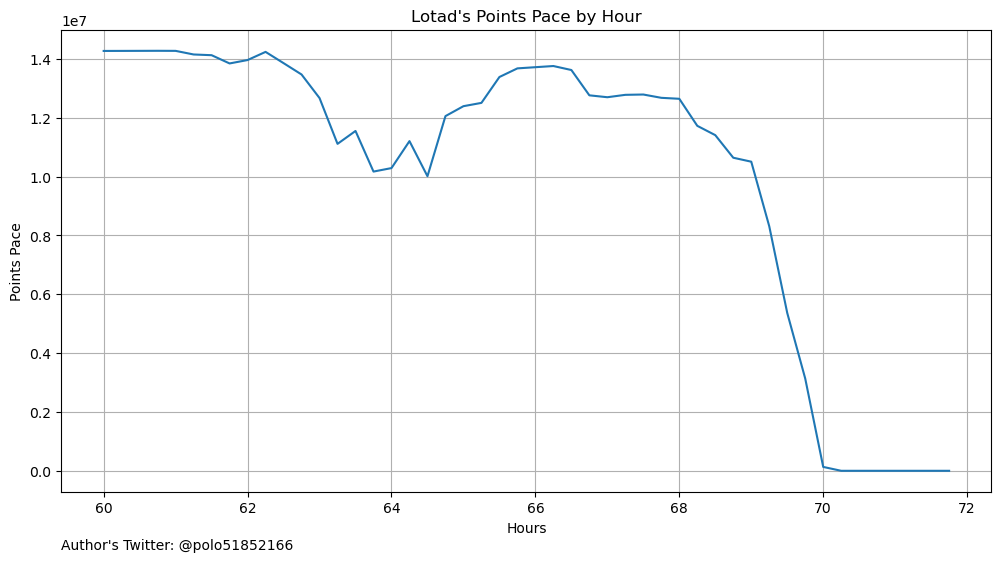 Lotad's Points Pace by Hour
1e7
1.4
1.2
1.0
0.8
0.6
0.4
0.2
0.0
Points Pace
60 62 64 66 68 70 72
Hours
Author's Twitter: @polo51852166